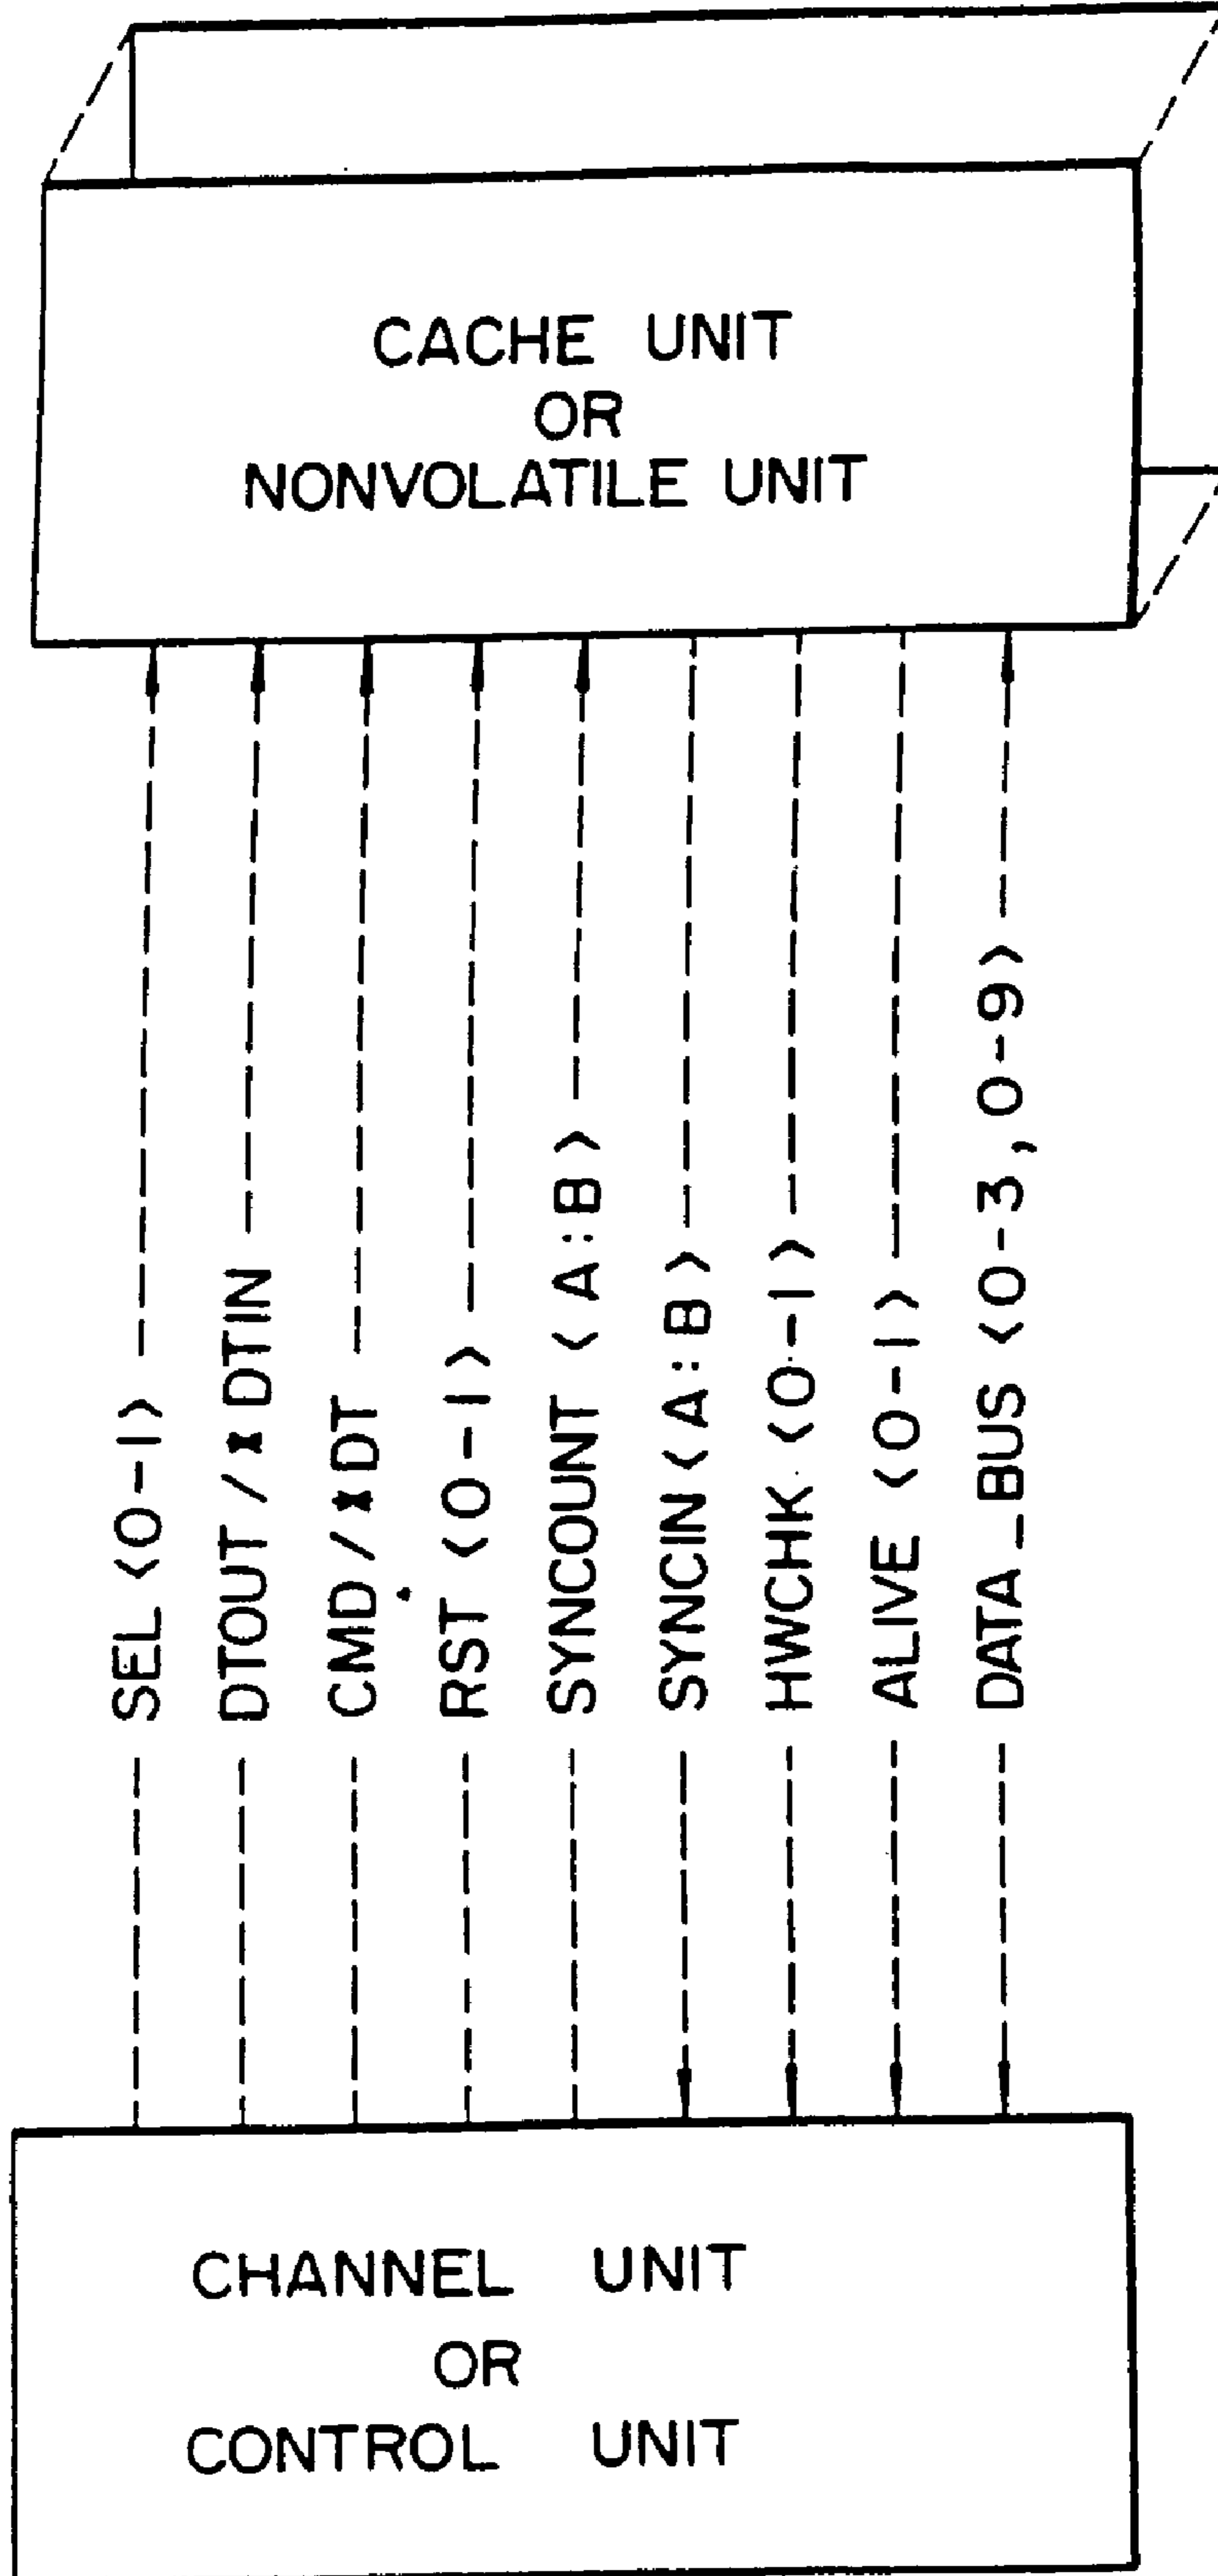 CACHE UNIT
OR
NONVOLATILE UNIT
SEL <0-1>
DTOUT / * DTIN
CMD / * DT
RST <0-1>
SYNCOUNT <A:B>
SYNCIN <A:B>
HWCHK <0-1>
ALIVE <0-1>
DATA_BUS <0-3,0-9>
CHANNEL UNIT
OR
CONTROL UNIT